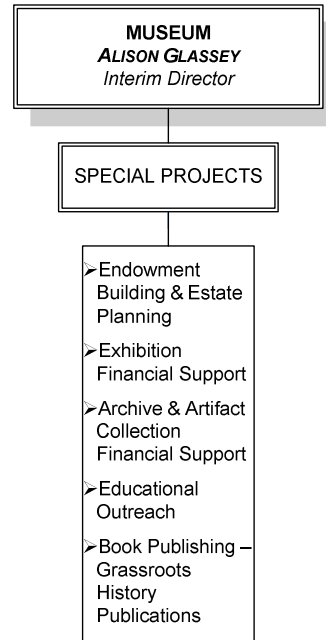 MUSEUM
ALISON GLASSEY
Interim Director
SPECIAL PROJECTS
➢Endowment
Building & Estate
Planning
➢Exhibition
Financial Support
➢Archive & Artifact
Collection
Financial Support
➢Educational
Outreach
➢Book Publishing –
Grassroots
History
Publications